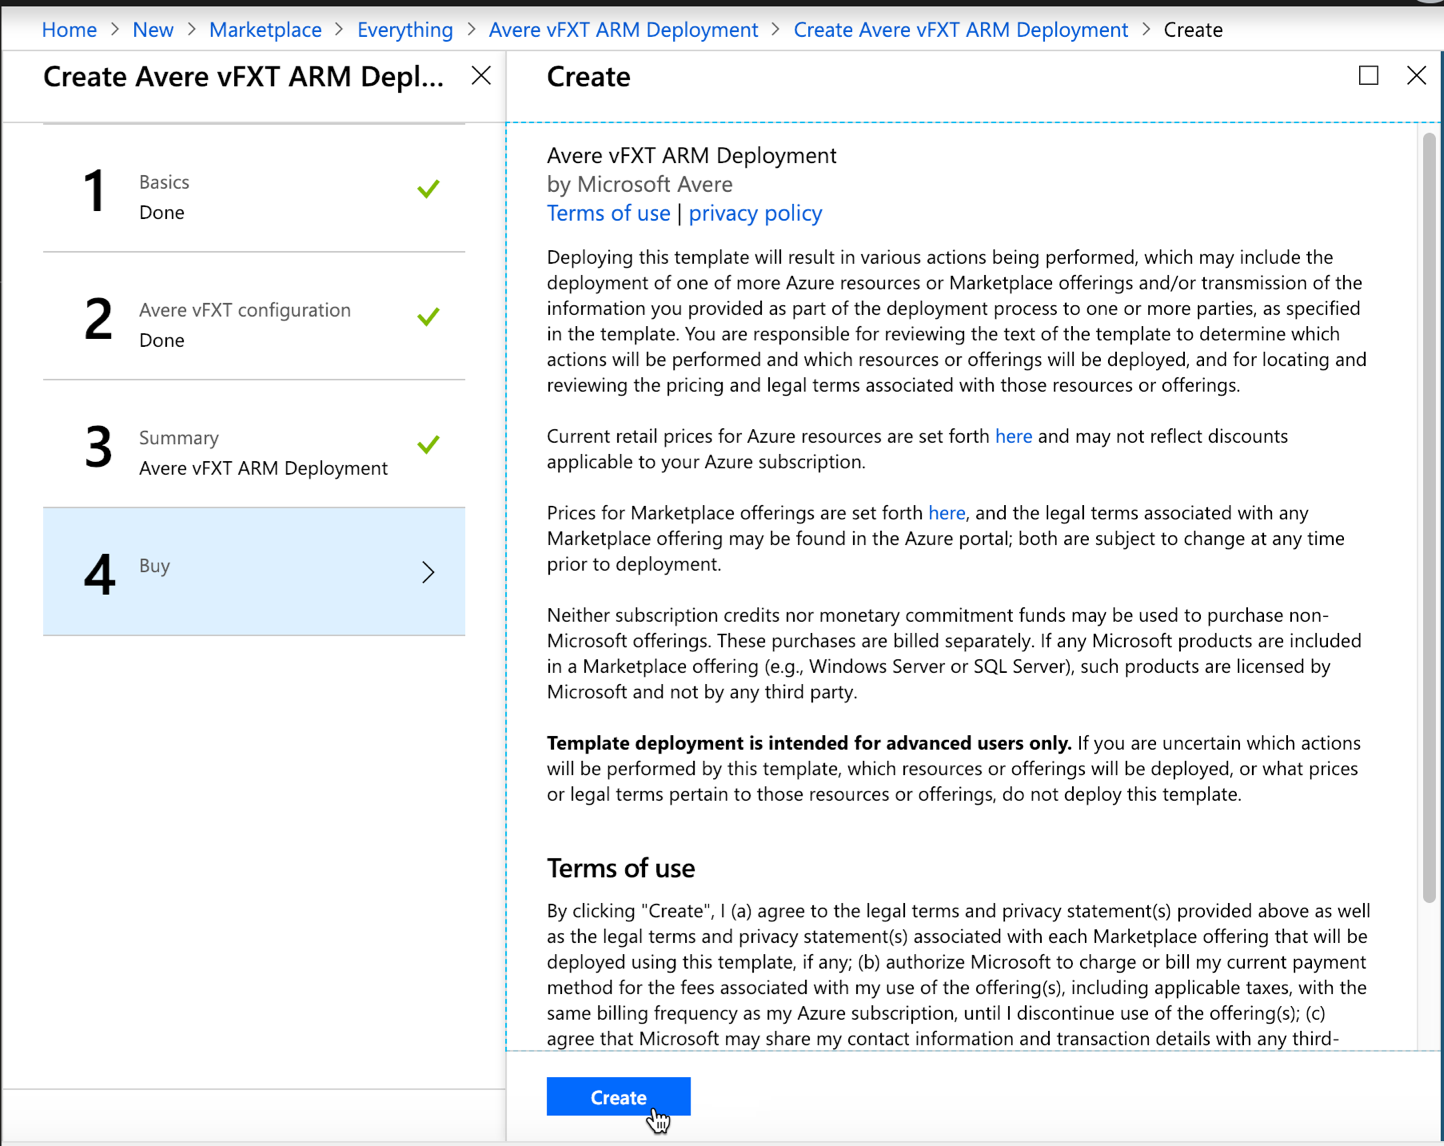 Home > New > Marketplace > Everything > Avere vFXT ARM Deployment > Create Avere vFXT ARM Deployment > Create
Create Avere vFXT ARM Depl...
1
Basics
Done
2
Avere vFXT configuration
Done
3
Summary
Avere vFXT ARM Deployment
4
Buy
Create
Avere vFXT ARM Deployment
by Microsoft Avere
Terms of use | privacy policy
Deploying this template will result in various actions being performed, which may include the
deployment of one of more Azure resources or Marketplace offerings and/or transmission of the
information you provided as part of the deployment process to one or more parties, as specified
in the template. You are responsible for reviewing the text of the template to determine which
actions will be performed and which resources or offerings will be deployed, and for locating and
reviewing the pricing and legal terms associated with those resources or offerings.
Current retail prices for Azure resources are set forth here and may not reflect discounts
applicable to your Azure subscription.
Prices for Marketplace offerings are set forth here, and the legal terms associated with any
Marketplace offering may be found in the Azure portal; both are subject to change at any time
prior to deployment.
Neither subscription credits nor monetary commitment funds may be used to purchase non-
Microsoft offerings. These purchases are billed separately. If any Microsoft products are included
in a Marketplace offering (e.g., Windows Server or SQL Server), such products are licensed by
Microsoft and not by any third party.
Template deployment is intended for advanced users only. If you are uncertain which actions
will be performed by this template, which resources or offerings will be deployed, or what prices
or legal terms pertain to those resources or offerings, do not deploy this template.
Terms of use
By clicking "Create", I (a) agree to the legal terms and privacy statement(s) provided above as well
as the legal terms and privacy statement(s) associated with each Marketplace offering that will be
deployed using this template, if any; (b) authorize Microsoft to charge or bill my current payment
method for the fees associated with my use of the offering(s), including applicable taxes, with the
same billing frequency as my Azure subscription, until I discontinue use of the offering(s); (c)
agree that Microsoft may share my contact information and transaction details with any third-
Create